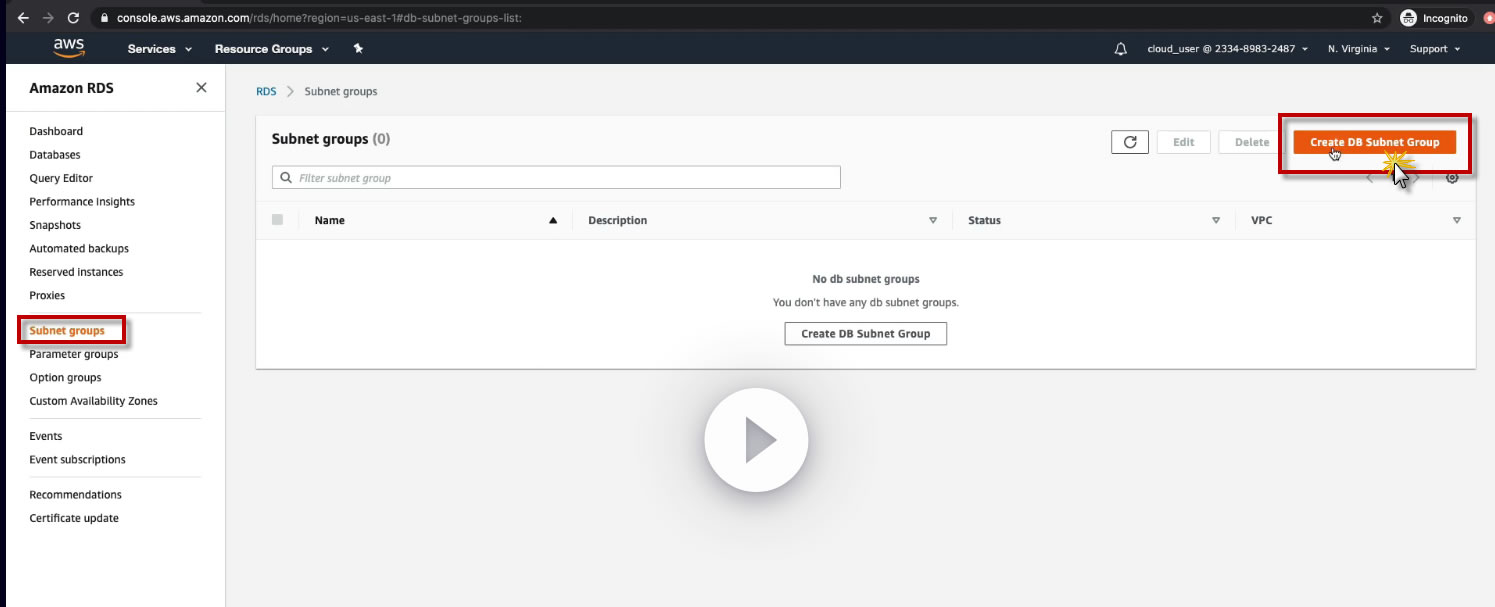 console.aws.amazon.com/rds/home?region=us-east-1#db-subnet-groups-list:
Incognito
aws
Services
Resource Groups
cloud_user @ 2334-8983-2487
N. Virginia
Support
Amazon RDS
Dashboard
Databases
Query Editor
Performance Insights
Snapshots
Automated backups
Reserved instances
Proxies
Subnet groups
Parameter groups
Option groups
Custom Availability Zones
Events
Event subscriptions
Recommendations
Certificate update
RDS > Subnet groups
Subnet groups (0)
Edit
Delete
Create DB Subnet Group
Filter subnet group
Name
Description
Status
VPC
No db subnet groups
You don't have any db subnet groups.
Create DB Subnet Group